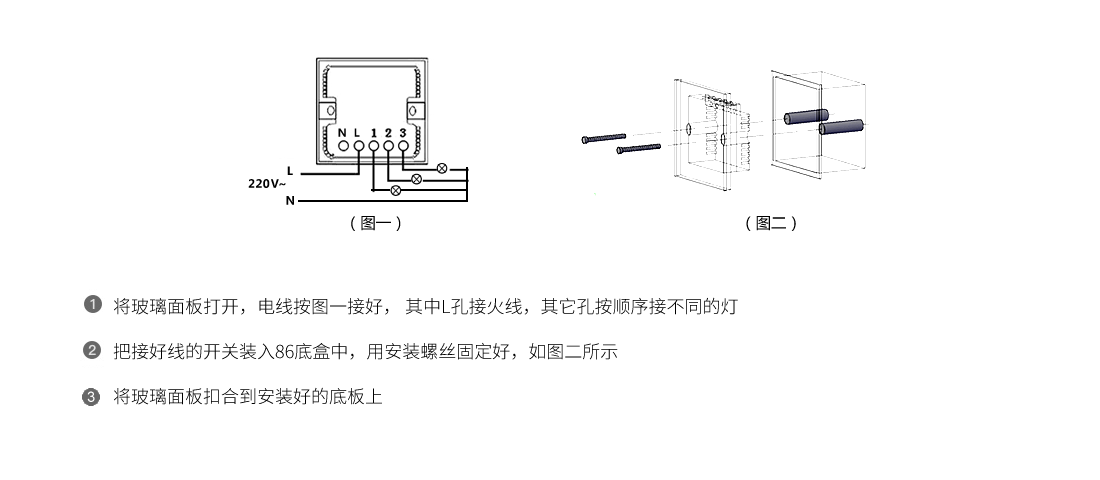 N L 1 2 3
L
220V~
N
（图一）
（图二）
1 将玻璃面板打开，电线按图一接好， 其中L孔接火线，其它孔按顺序接不同的灯
2 把接好线的开关装入86底盒中，用安装螺丝固定好，如图二所示
3 将玻璃面板扣合到安装好的底板上